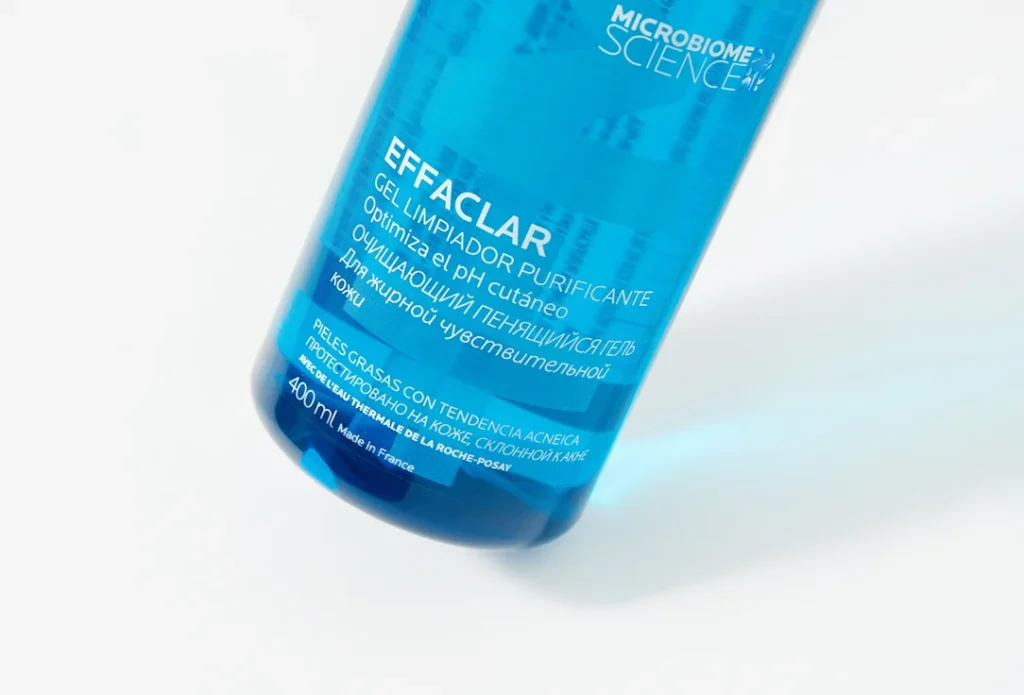 MICROBIOME
SCIENCE
EFFACLAR
GEL LIMPIADOR PURIFICANTE
Optimiza el pH cutáneo
ОЧИЩАЮЩИЙ ПЕНЯЩИЙСЯ ГЕЛЬ
Для жирной чувствительной
кожи
PIELES GRASAS CON TENDENCIA ACNEICA
ПРОТЕСТИРОВАНО НА КОЖЕ, СКЛОННОЙ К АКНЕ
AVEC DE L'EAU THERMALE DE LA ROCHE-POSAY
400 ml Made in France